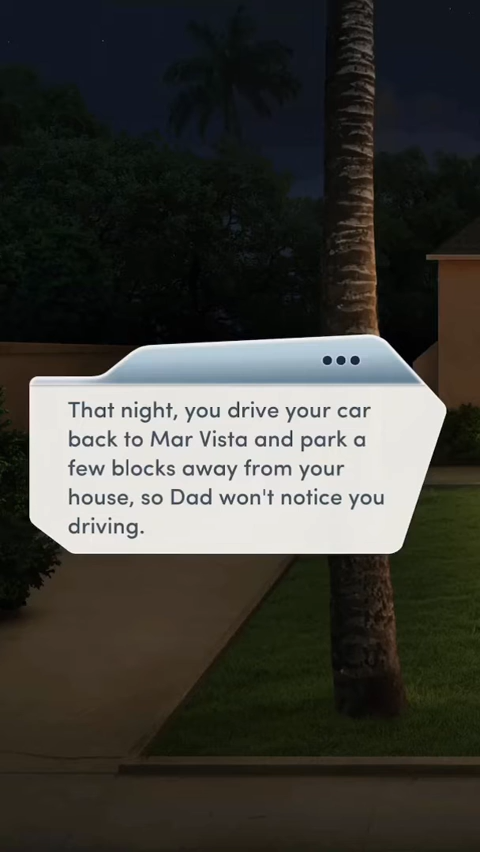 That night, you drive your car
back to Mar Vista and park a
few blocks away from your
house, so Dad won't notice you
driving.